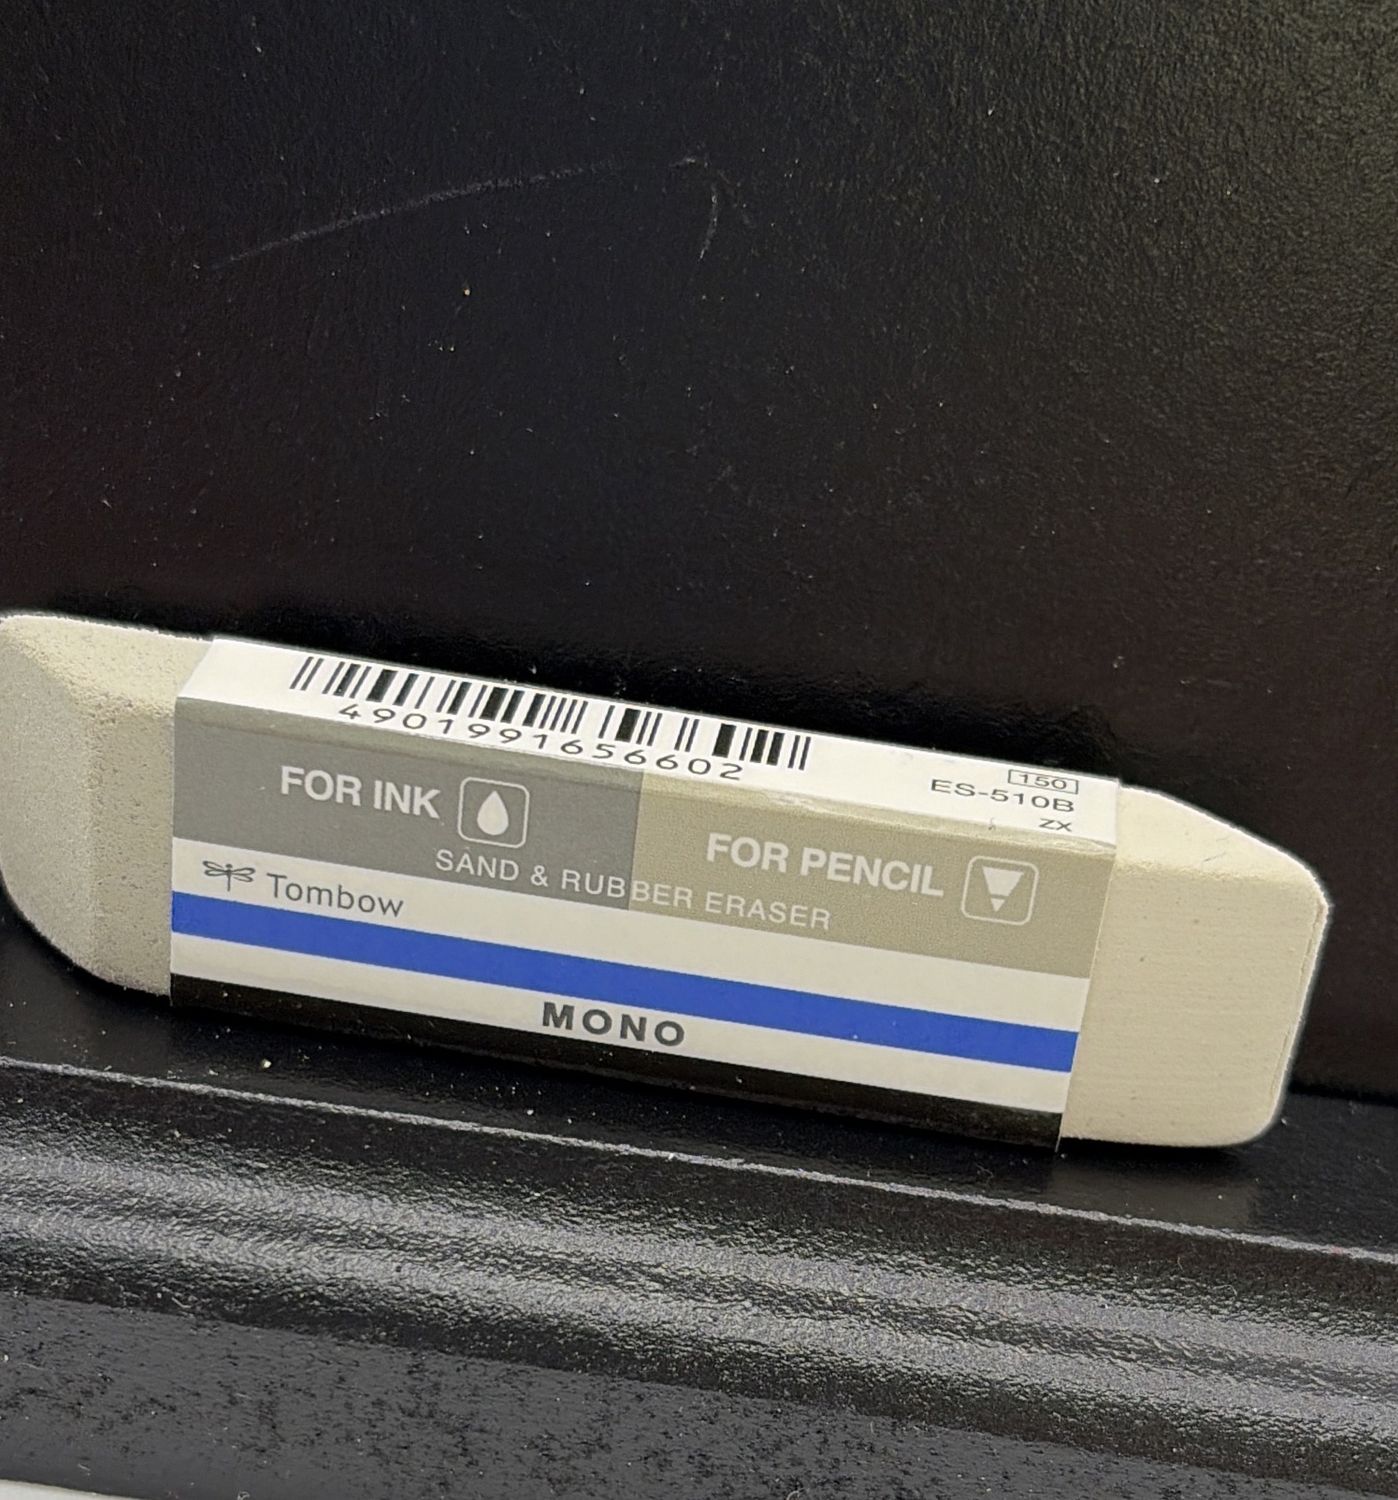 4901991656602
150
ES-510B
ZX
FOR INK
FOR PENCIL
SAND & RUBBER ERASER
Tombow
MONO